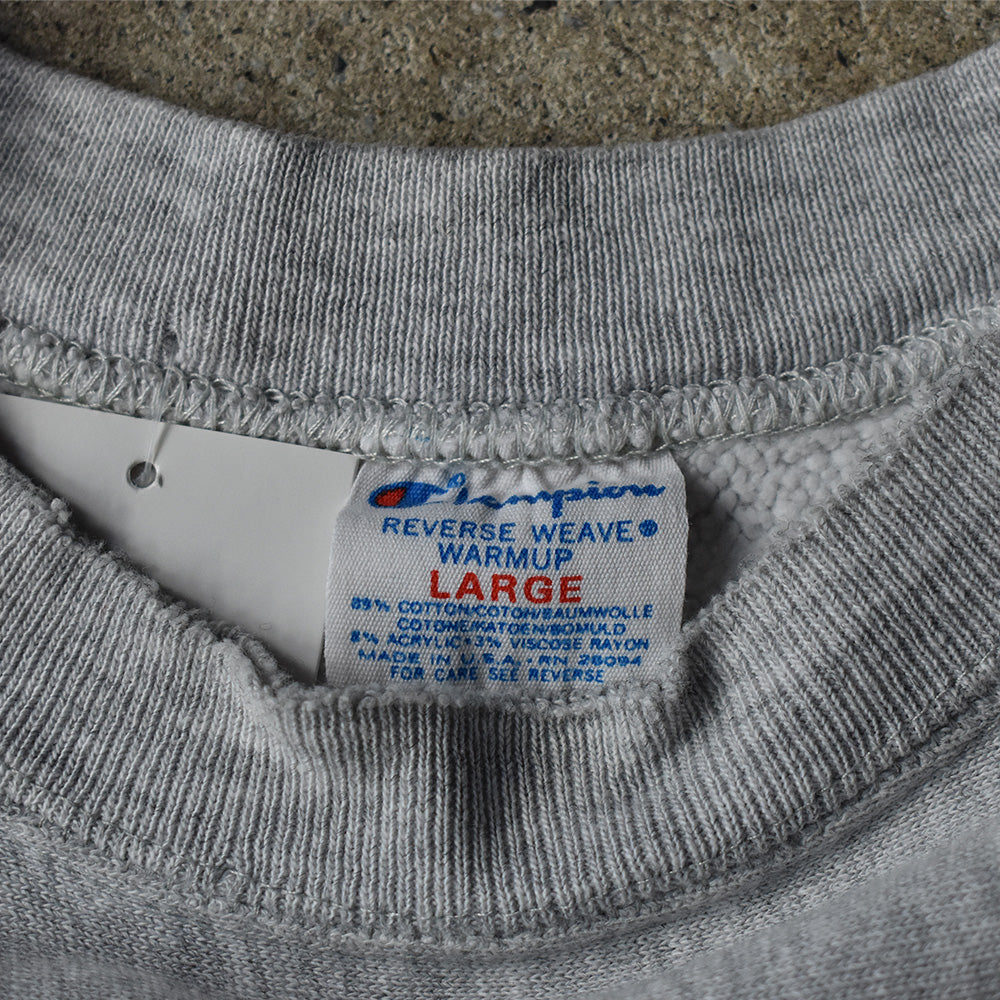 Champion
REVERSE WEAVE®
WARMUP
LARGE
89% COTTON/COTON/BAUMWOLLE
COTONE/KATOEN/BOMULD
8% ACRYLIC•3% VISCOSE RAYON
MADE IN U.S.A. • RN 26094
FOR CARE SEE REVERSE